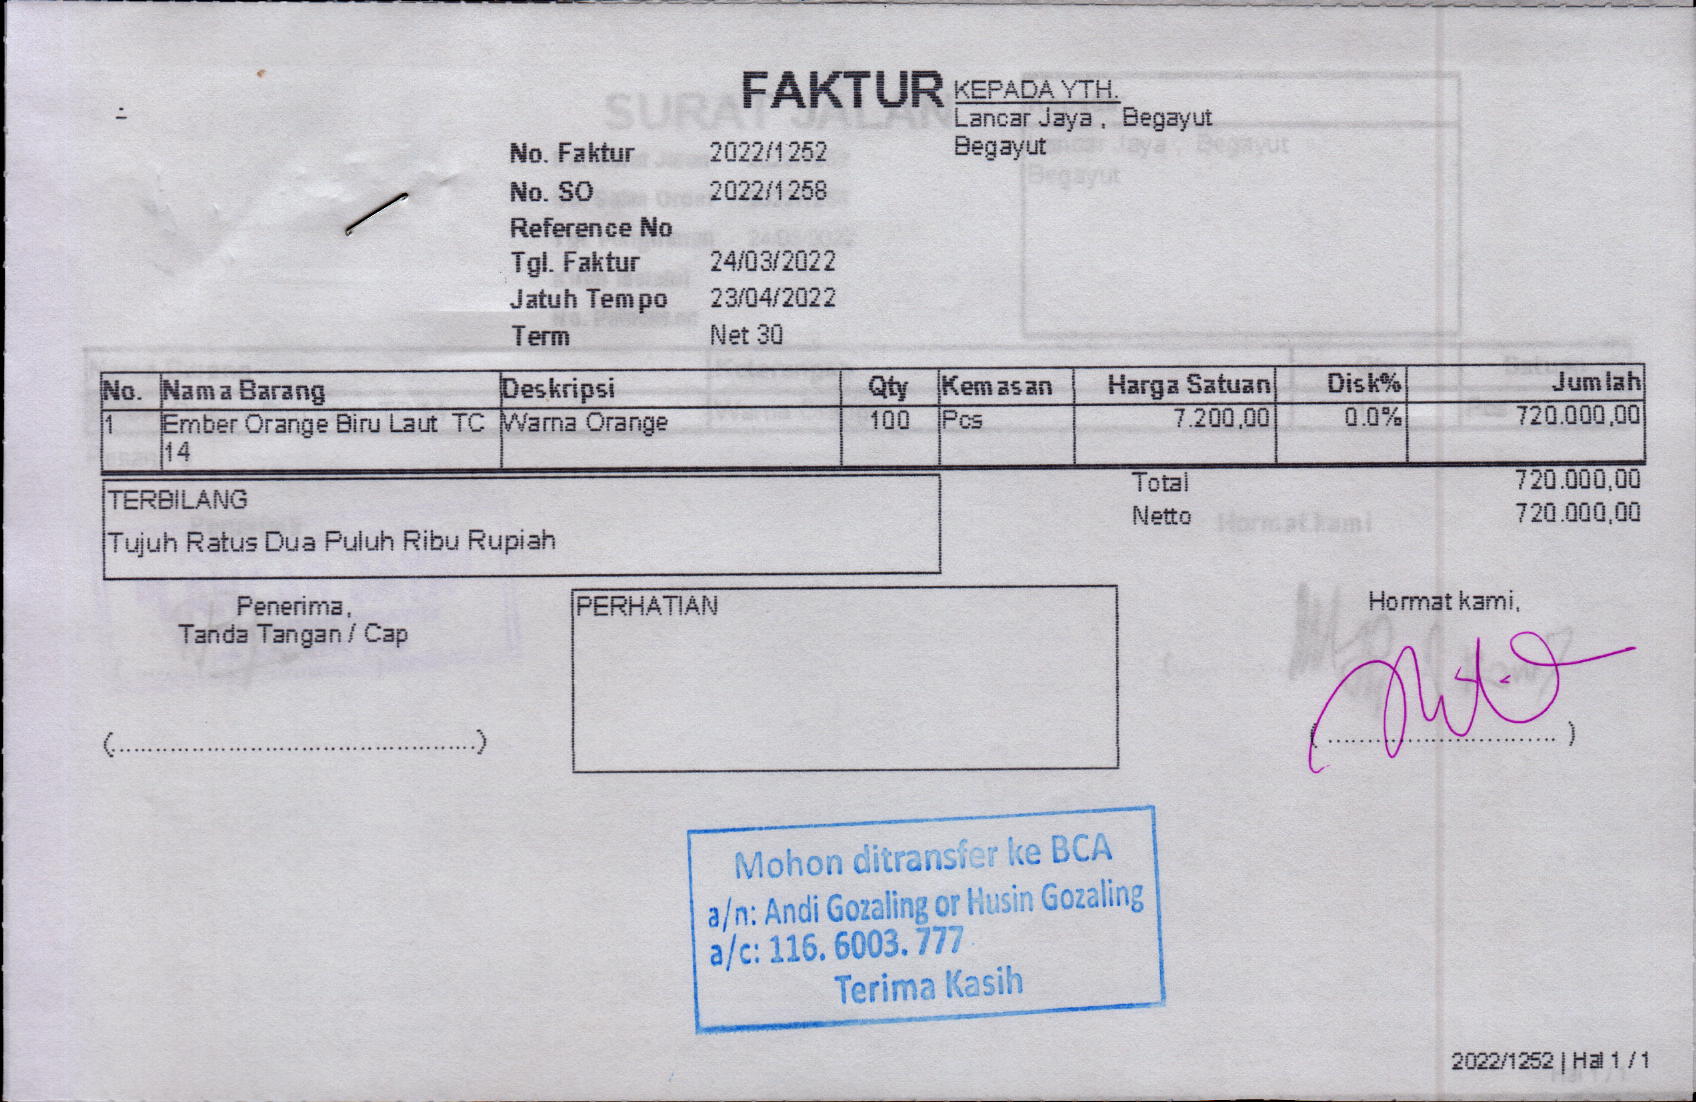 FAKTUR
KEPADA YTH.
Lancar Jaya , Begayut
Begayut
No. Faktur 2022/1252
No. SO 2022/1258
Reference No
Tgl. Faktur 24/03/2022
Jatuh Tempo 23/04/2022
Term Net 30
No. Nama Barang Deskripsi Qty Kemasan Harga Satuan Disk% Jumlah
1 Ember Orange Biru Laut TC Warna Orange 100 Pcs 7.200,00 0.0% 720.000,00
14
Total 720.000,00
Netto 720.000,00
TERBILANG
Tujuh Ratus Dua Puluh Ribu Rupiah
Penerima,
Tanda Tangan / Cap
PERHATIAN
Hormat kami,
Mohon ditransfer ke BCA
a/n: Andi Gozaling or Husin Gozaling
a/c: 116. 6003. 777
Terima Kasih
2022/1252 | Hal 1 / 1